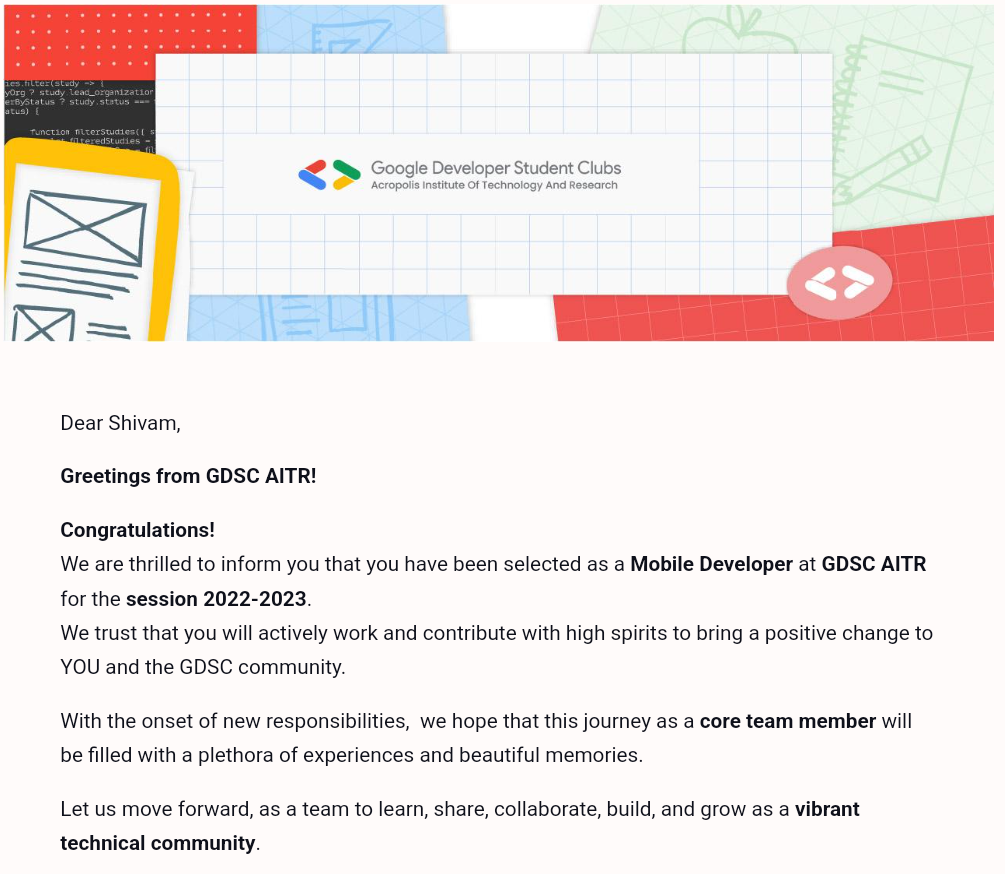 ies.filter(study => {
yOrg ? study.lead_organization
erByStatus ? study.status ===
atus) {
function filterStudies({ s
filteredStudies =
Google Developer Student Clubs
Acropolis Institute Of Technology And Research
Dear Shivam,
Greetings from GDSC AITR!
Congratulations!
We are thrilled to inform you that you have been selected as a Mobile Developer at GDSC AITR
for the session 2022-2023.
We trust that you will actively work and contribute with high spirits to bring a positive change to
YOU and the GDSC community.
With the onset of new responsibilities,  we hope that this journey as a core team member will
be filled with a plethora of experiences and beautiful memories.
Let us move forward, as a team to learn, share, collaborate, build, and grow as a vibrant
technical community.